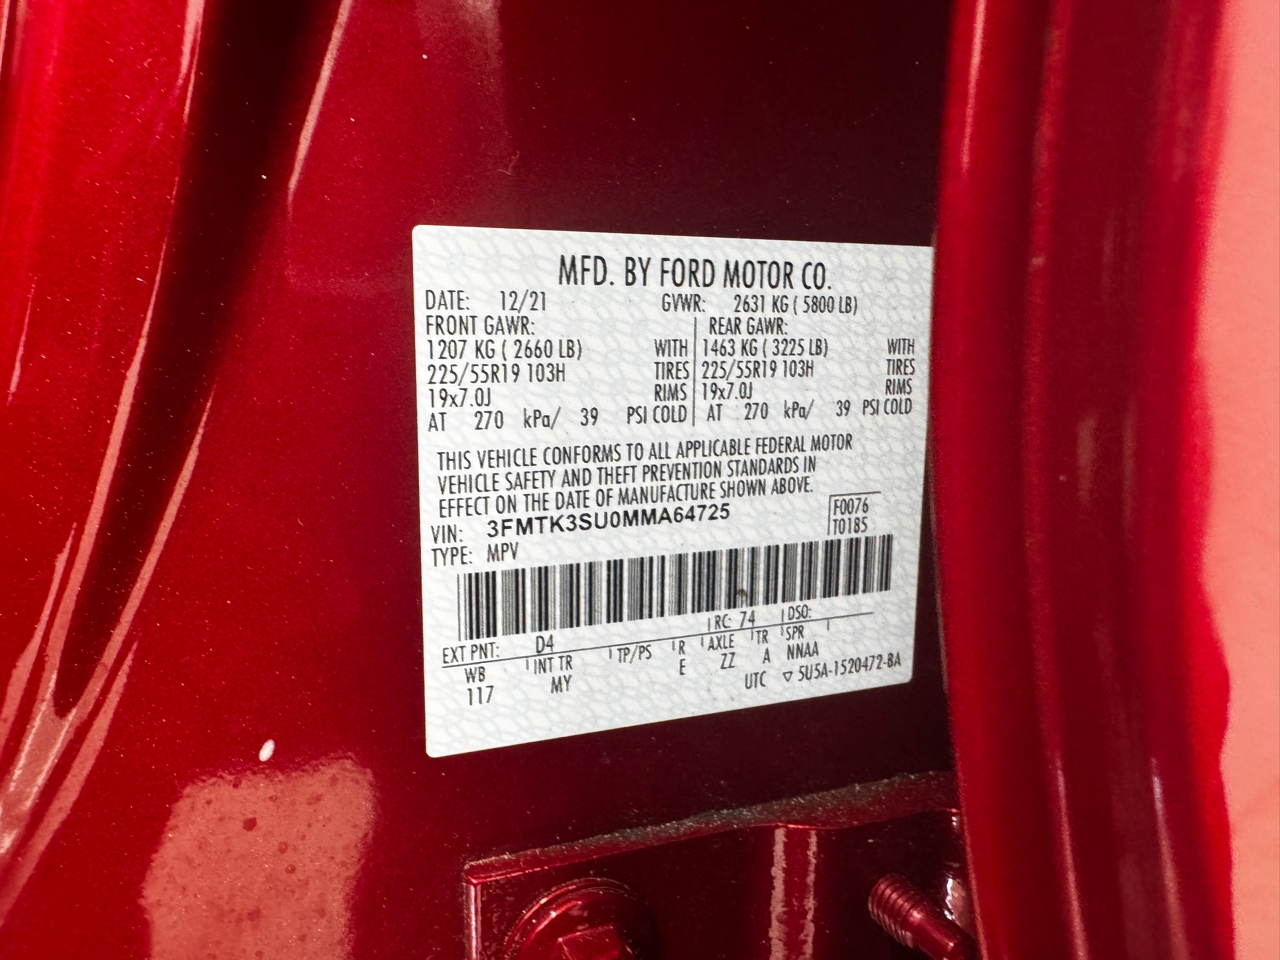 MFD. BY FORD MOTOR CO.
DATE: 12/21 GVWR: 2631 KG ( 5800 LB)
FRONT GAWR: REAR GAWR:
1207 KG ( 2660 LB) WITH 1463 KG ( 3225 LB) WITH
225/55R19 103H TIRES 225/55R19 103H TIRES
19x7.0J RIMS 19x7.0J RIMS
AT 270 kPa/ 39 PSI COLD AT 270 kPa/ 39 PSI COLD
THIS VEHICLE CONFORMS TO ALL APPLICABLE FEDERAL MOTOR
VEHICLE SAFETY AND THEFT PREVENTION STANDARDS IN
EFFECT ON THE DATE OF MANUFACTURE SHOWN ABOVE.
VIN: 3FMTK3SU0MMA64725 F0076
TYPE: MPV T0185
EXT PNT: D4 RC: 74 DSO:
WB INT TR TP/PS R AXLE TR SPR
117 MY E ZZ A NNAA
UTC ▽ 5U5A-1520472-BA